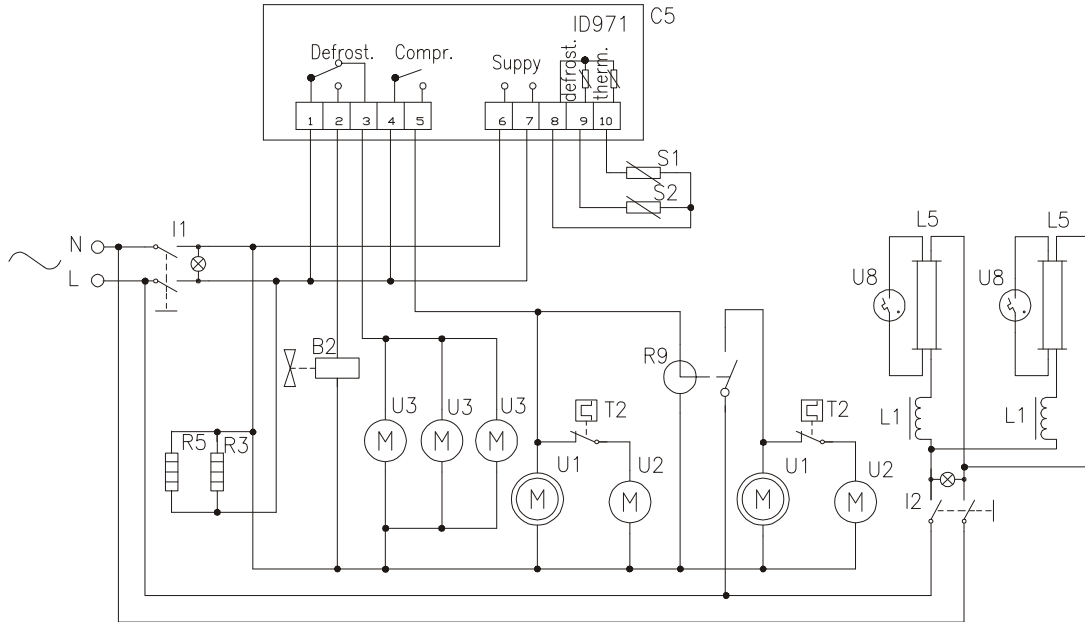 C5
ID971
Defrost. Compr.
Suppy
defrost.
therm.
1 2 3 4 5
6 7 8 9 10
S1
S2
I1
N
L
L5
L5
U8
U8
B2
R9
U3
U3
U3
T2
T2
L1
L1
R5
R3
U1
U2
U1
U2
I2
M
M
M
M
M
M
M